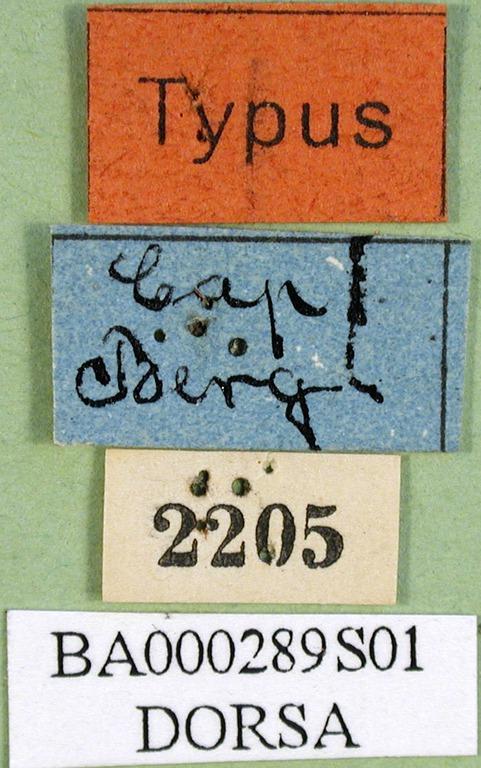 Typus
Cap!
Berg
2205
BA000289S01
DORSA